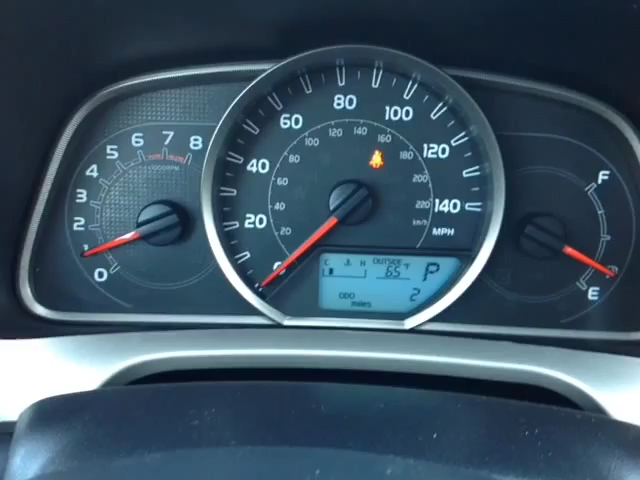 0 1 2 3 4 5 6 7 8
x1000RPM
0 20 40 60 80 100 120 140
MPH
20 40 60 80 100 120 140 160 180 200 220
km/h
C H OUTSIDE
65°F P
ODO 2
miles
F
E